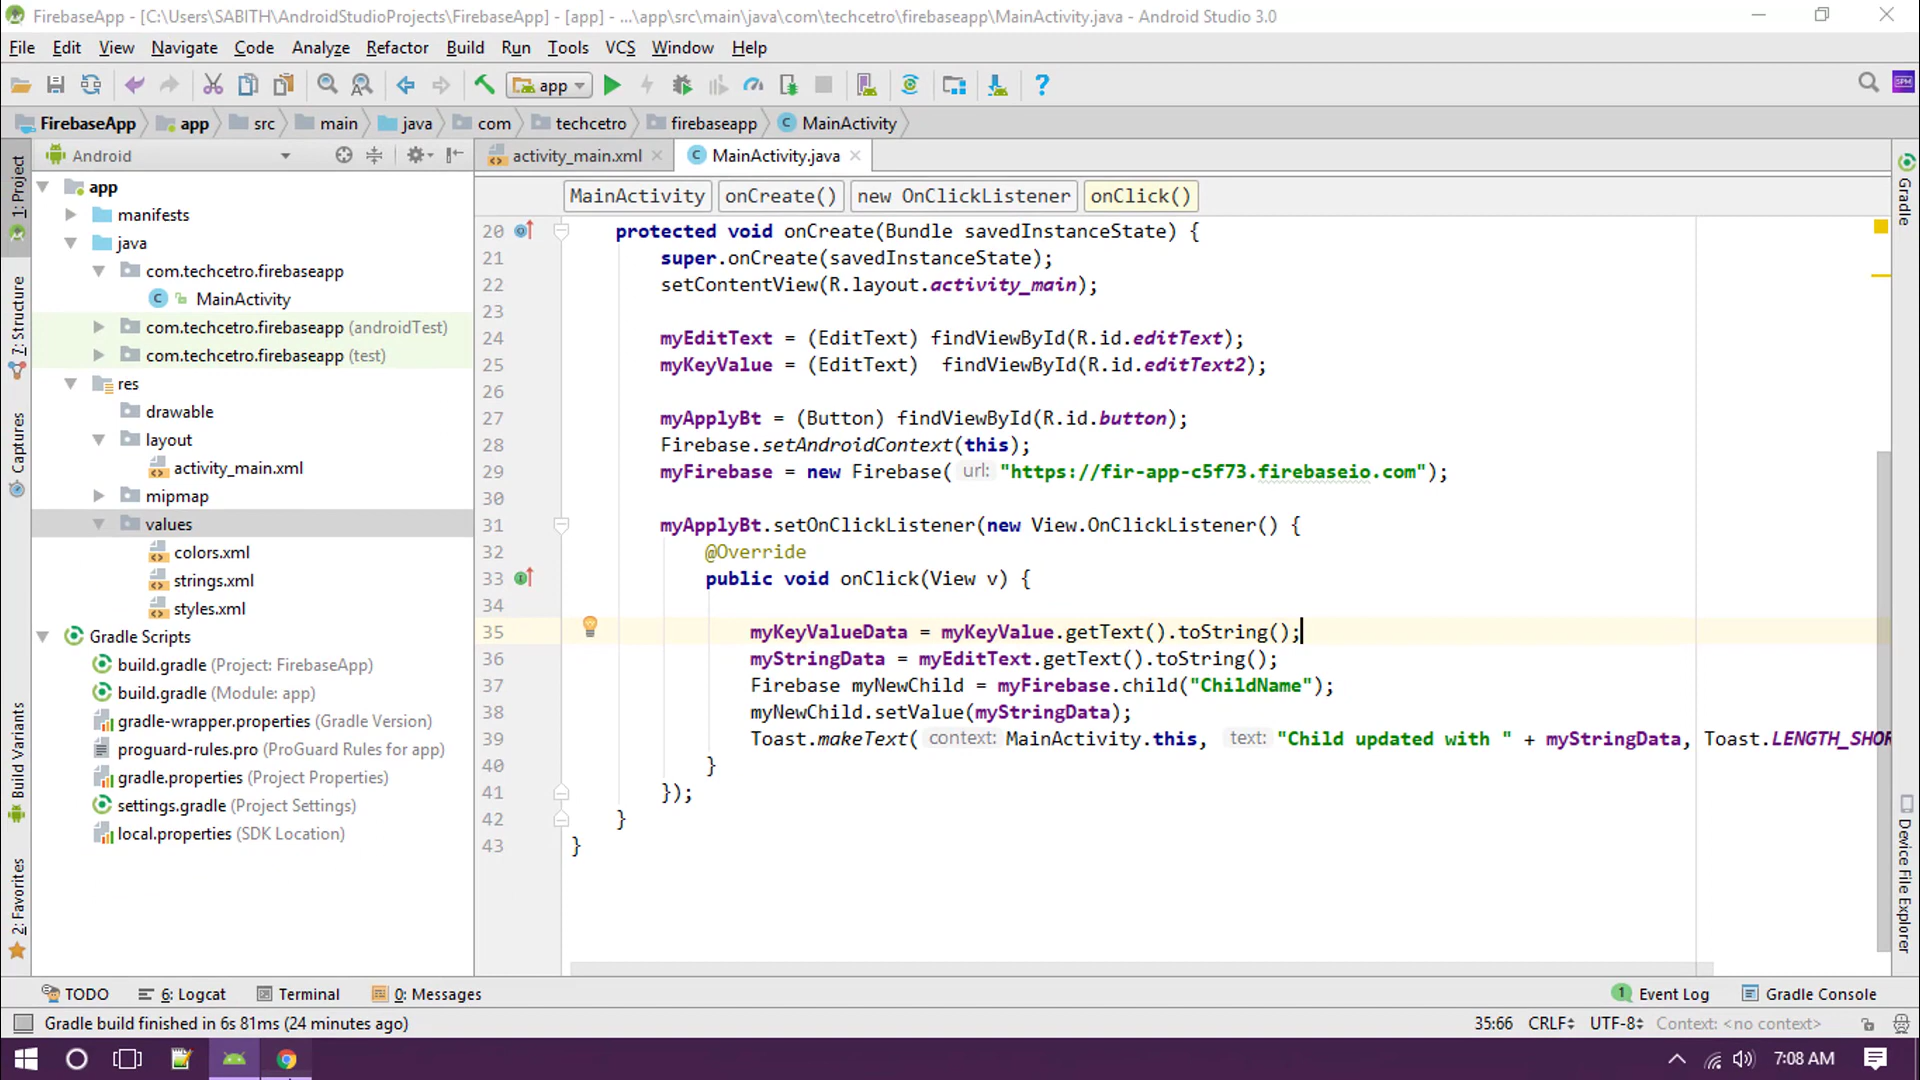 FirebaseApp - [C:\Users\SABITH\AndroidStudioProjects\FirebaseApp] - [app] - ...\app\src\main\java\com\techcetro\firebaseapp\MainActivity.java - Android Studio 3.0
File Edit View Navigate Code Analyze Refactor Build Run Tools VCS Window Help
app
SPM
FirebaseApp app src main java com techcetro firebaseapp MainActivity
Android
activity_main.xml MainActivity.java
MainActivity onCreate() new OnClickListener onClick()
1: Project
7: Structure
Captures
Build Variants
2: Favorites
app
manifests
java
com.techcetro.firebaseapp
MainActivity
com.techcetro.firebaseapp (androidTest)
com.techcetro.firebaseapp (test)
res
drawable
layout
activity_main.xml
mipmap
values
colors.xml
strings.xml
styles.xml
Gradle Scripts
build.gradle (Project: FirebaseApp)
build.gradle (Module: app)
gradle-wrapper.properties (Gradle Version)
proguard-rules.pro (ProGuard Rules for app)
gradle.properties (Project Properties)
settings.gradle (Project Settings)
local.properties (SDK Location)
20 protected void onCreate(Bundle savedInstanceState) {
21 super.onCreate(savedInstanceState);
22 setContentView(R.layout.activity_main);
23
24 myEditText = (EditText) findViewById(R.id.editText);
25 myKeyValue = (EditText)  findViewById(R.id.editText2);
26
27 myApplyBt = (Button) findViewById(R.id.button);
28 Firebase.setAndroidContext(this);
29 myFirebase = new Firebase( url: "https://fir-app-c5f73.firebaseio.com");
30
31 myApplyBt.setOnClickListener(new View.OnClickListener() {
32 @Override
33 public void onClick(View v) {
34
35 myKeyValueData = myKeyValue.getText().toString();
36 myStringData = myEditText.getText().toString();
37 Firebase myNewChild = myFirebase.child("ChildName");
38 myNewChild.setValue(myStringData);
39 Toast.makeText( context: MainActivity.this, text: "Child updated with " + myStringData, Toast.LENGTH_SHOR
40 }
41 });
42 }
43 }
Gradle
Device File Explorer
TODO 6: Logcat Terminal 0: Messages 1 Event Log Gradle Console
Gradle build finished in 6s 81ms (24 minutes ago) 35:66 CRLF UTF-8 Context: <no context>
7:08 AM